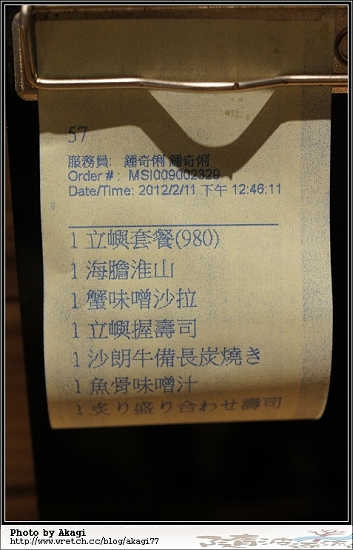 57
服務員: 鍾奇俐 鍾奇俐
Order # : MSI009002329
Date/Time: 2012/2/11 下午 12:46:11
1 立嶼套餐(980)
1 海膽淮山
1 蟹味噌沙拉
1 立嶼握壽司
1 沙朗牛備長炭燒き
1 魚骨味噌汁
1 炙り盛り合わせ壽司
Photo by Akagi
http://www.wretch.cc/blog/akagi77